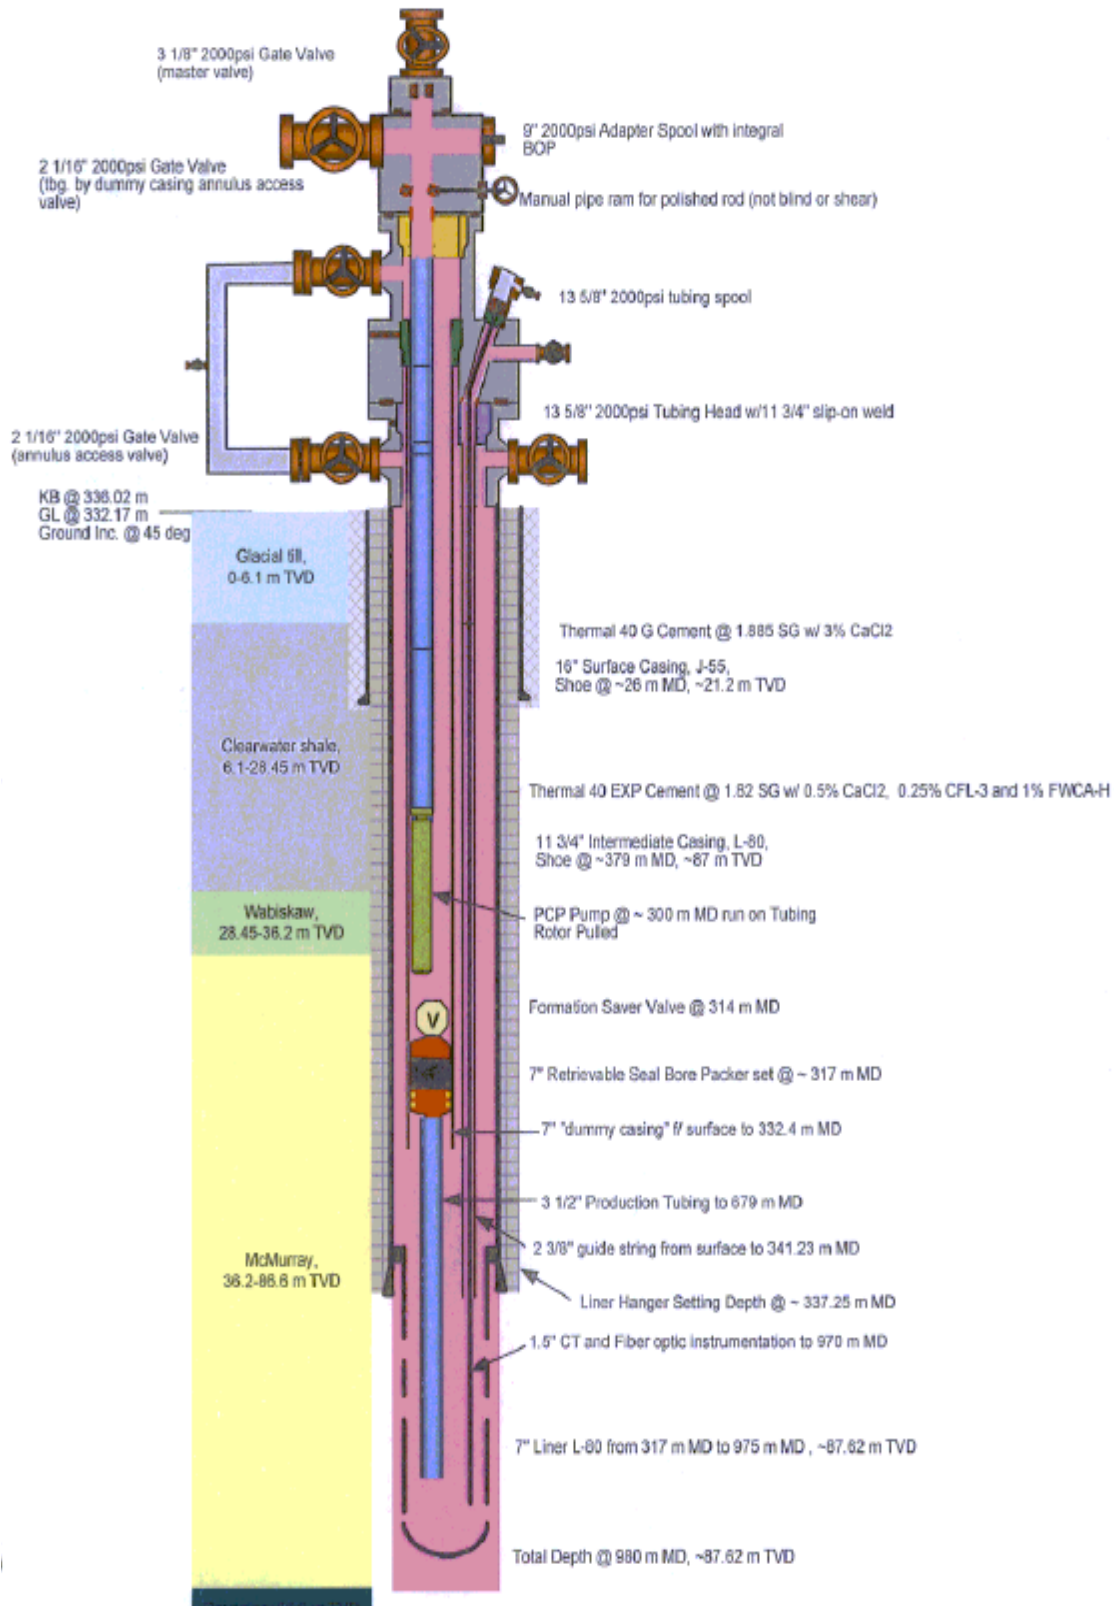 3 1/8" 2000psi Gate Valve
(master valve)
9" 2000psi Adapter Spool with integral
BOP
2 1/16" 2000psi Gate Valve
(tbg. by dummy casing annulus access
valve)
Manual pipe ram for polished rod (not blind or shear)
13 5/8" 2000psi tubing spool
13 5/8" 2000psi Tubing Head w/11 3/4" slip-on weld
2 1/16" 2000psi Gate Valve
(annulus access valve)
KB @ 336.02 m
GL @ 332.17 m
Ground Inc. @ 45 deg
Glacial till,
0-6.1 m TVD
Thermal 40 G Cement @ 1.885 SG w/ 3% CaCl2
16" Surface Casing, J-55,
Shoe @ ~26 m MD, ~21.2 m TVD
Clearwater shale,
6.1-28.45 m TVD
Thermal 40 EXP Cement @ 1.82 SG w/ 0.5% CaCl2, 0.25% CFL-3 and 1% FWCA-H
11 3/4" Intermediate Casing, L-80,
Shoe @ ~379 m MD, ~87 m TVD
Wabiskaw,
28.45-36.2 m TVD
PCP Pump @ ~ 300 m MD run on Tubing
Rotor Pulled
V
Formation Saver Valve @ 314 m MD
7" Retrievable Seal Bore Packer set @ ~ 317 m MD
7" "dummy casing" f/ surface to 332.4 m MD
3 1/2" Production Tubing to 679 m MD
2 3/8" guide string from surface to 341.23 m MD
McMurray,
36.2-86.6 m TVD
Liner Hanger Setting Depth @ ~ 337.25 m MD
1.5" CT and Fiber optic instrumentation to 970 m MD
7" Liner L-80 from 317 m MD to 975 m MD , ~87.62 m TVD
Total Depth @ 980 m MD, ~87.62 m TVD